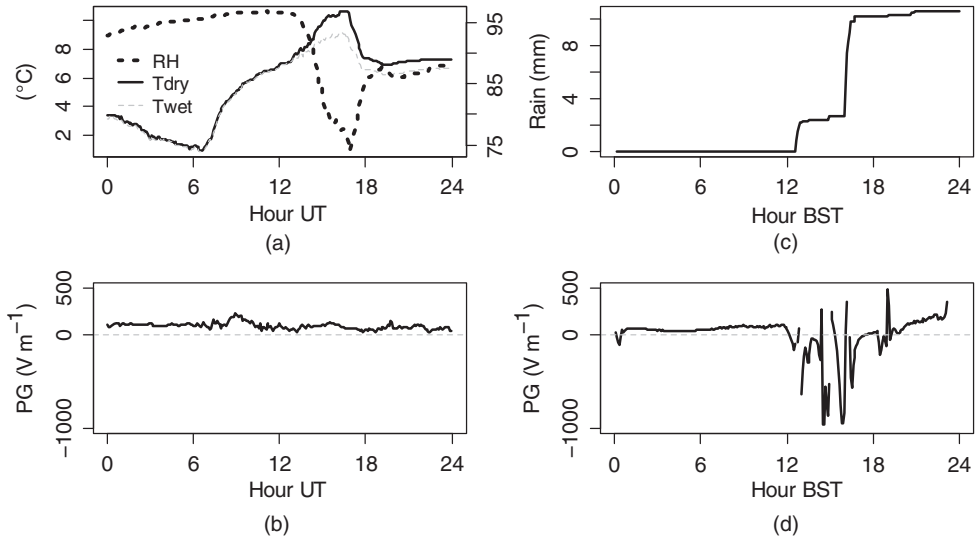 (°C)
8
6
4
2
RH
Tdry
Twet
95
85
75
0 6 12 18 24
Hour UT
(a)
Rain (mm)
8
4
0
0 6 12 18 24
Hour BST
(c)
PG (V m−1)
500
0
−1000
0 6 12 18 24
Hour UT
(b)
PG (V m−1)
500
0
−1000
0 6 12 18 24
Hour BST
(d)